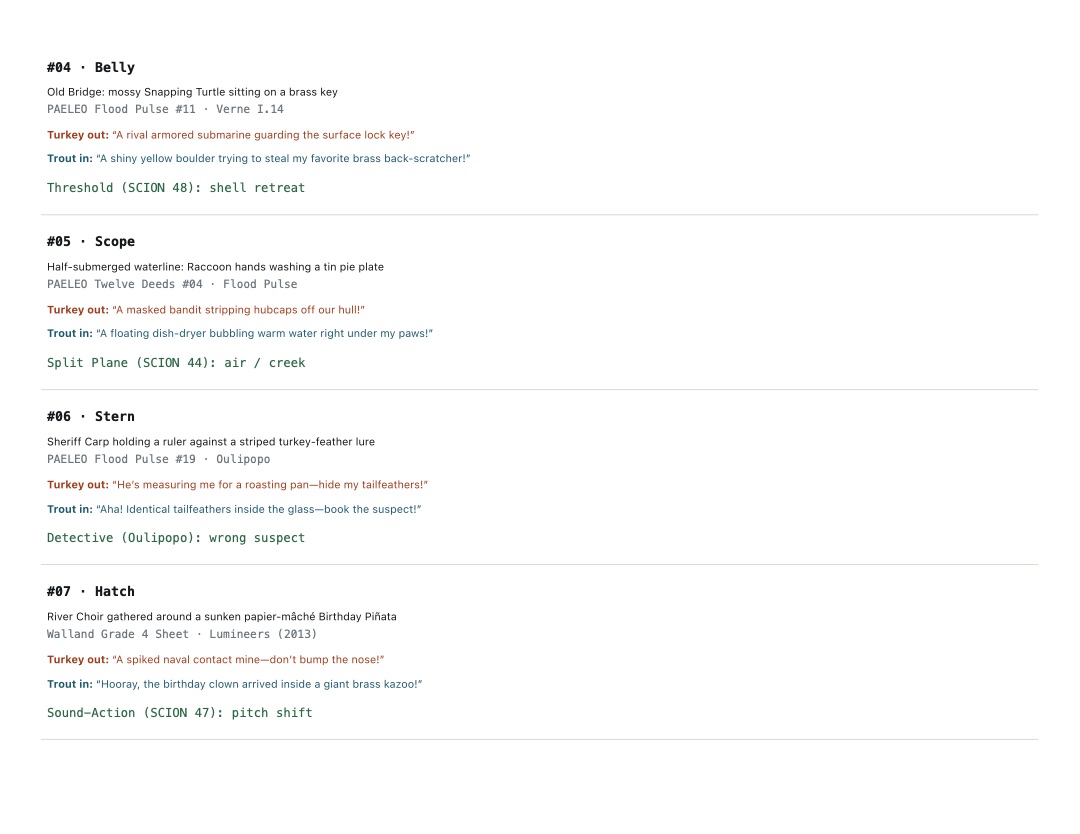 #04 · Belly
Old Bridge: mossy Snapping Turtle sitting on a brass key
PAELEO Flood Pulse #11 · Verne I.14
Turkey out: “A rival armored submarine guarding the surface lock key!”
Trout in: “A shiny yellow boulder trying to steal my favorite brass back-scratcher!”
Threshold (SCION 48): shell retreat
#05 · Scope
Half-submerged waterline: Raccoon hands washing a tin pie plate
PAELEO Twelve Deeds #04 · Flood Pulse
Turkey out: “A masked bandit stripping hubcaps off our hull!”
Trout in: “A floating dish-dryer bubbling warm water right under my paws!”
Split Plane (SCION 44): air / creek
#06 · Stern
Sheriff Carp holding a ruler against a striped turkey-feather lure
PAELEO Flood Pulse #19 · Oulipopo
Turkey out: “He’s measuring me for a roasting pan—hide my tailfeathers!”
Trout in: “Aha! Identical tailfeathers inside the glass—book the suspect!”
Detective (Oulipopo): wrong suspect
#07 · Hatch
River Choir gathered around a sunken papier-mâché Birthday Piñata
Walland Grade 4 Sheet · Lumineers (2013)
Turkey out: “A spiked naval contact mine—don’t bump the nose!”
Trout in: “Hooray, the birthday clown arrived inside a giant brass kazoo!”
Sound–Action (SCION 47): pitch shift